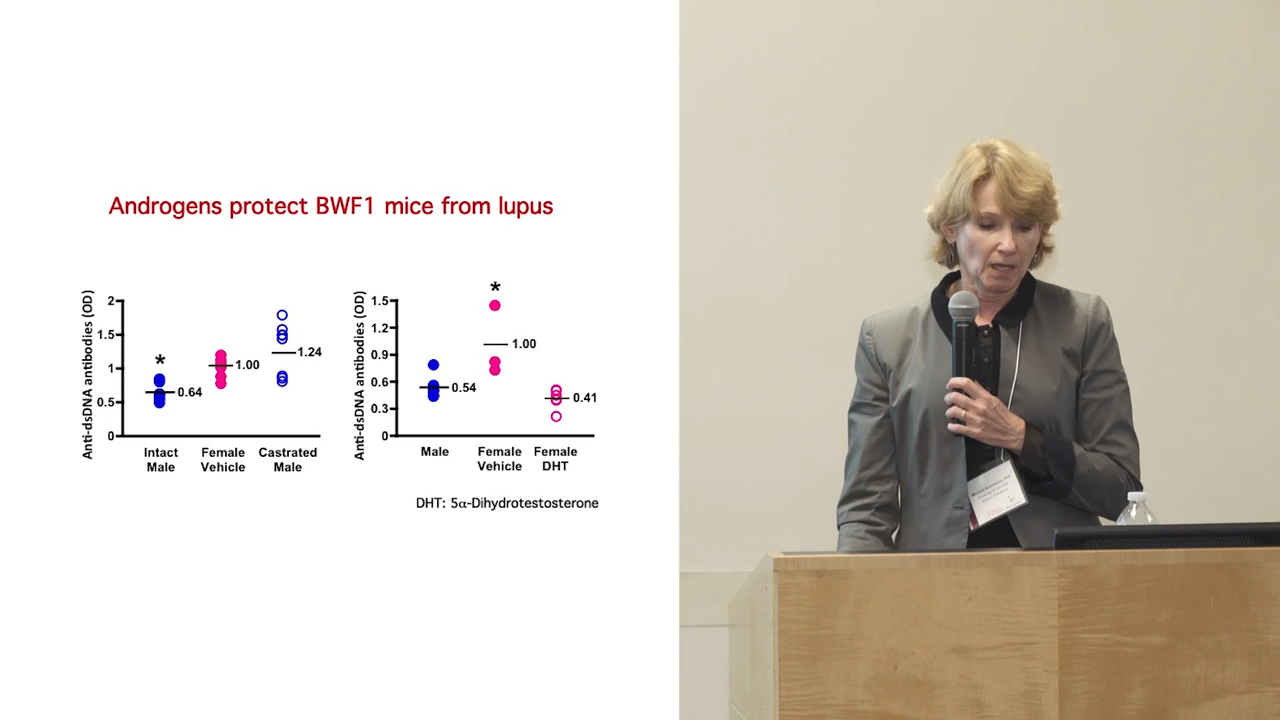 Androgens protect BWF1 mice from lupus
Anti-dsDNA antibodies (OD)
2
1.5
1
0.5
0
*
0.64
1.00
1.24
Intact
Male
Female
Vehicle
Castrated
Male
Anti-dsDNA antibodies (OD)
1.5
1.2
0.9
0.6
0.3
0
*
0.54
1.00
0.41
Male
Female
Vehicle
Female
DHT
DHT: 5α-Dihydrotestosterone